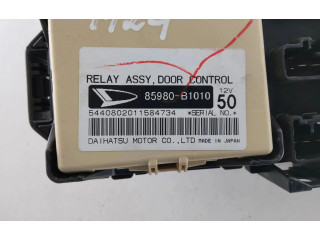 RELAY ASSY, DOOR CONTROL
85980-B1010
12V
50
5440802011584734 *SERIAL NO.*
DAIHATSU MOTOR CO., LTD MADE IN JAPAN